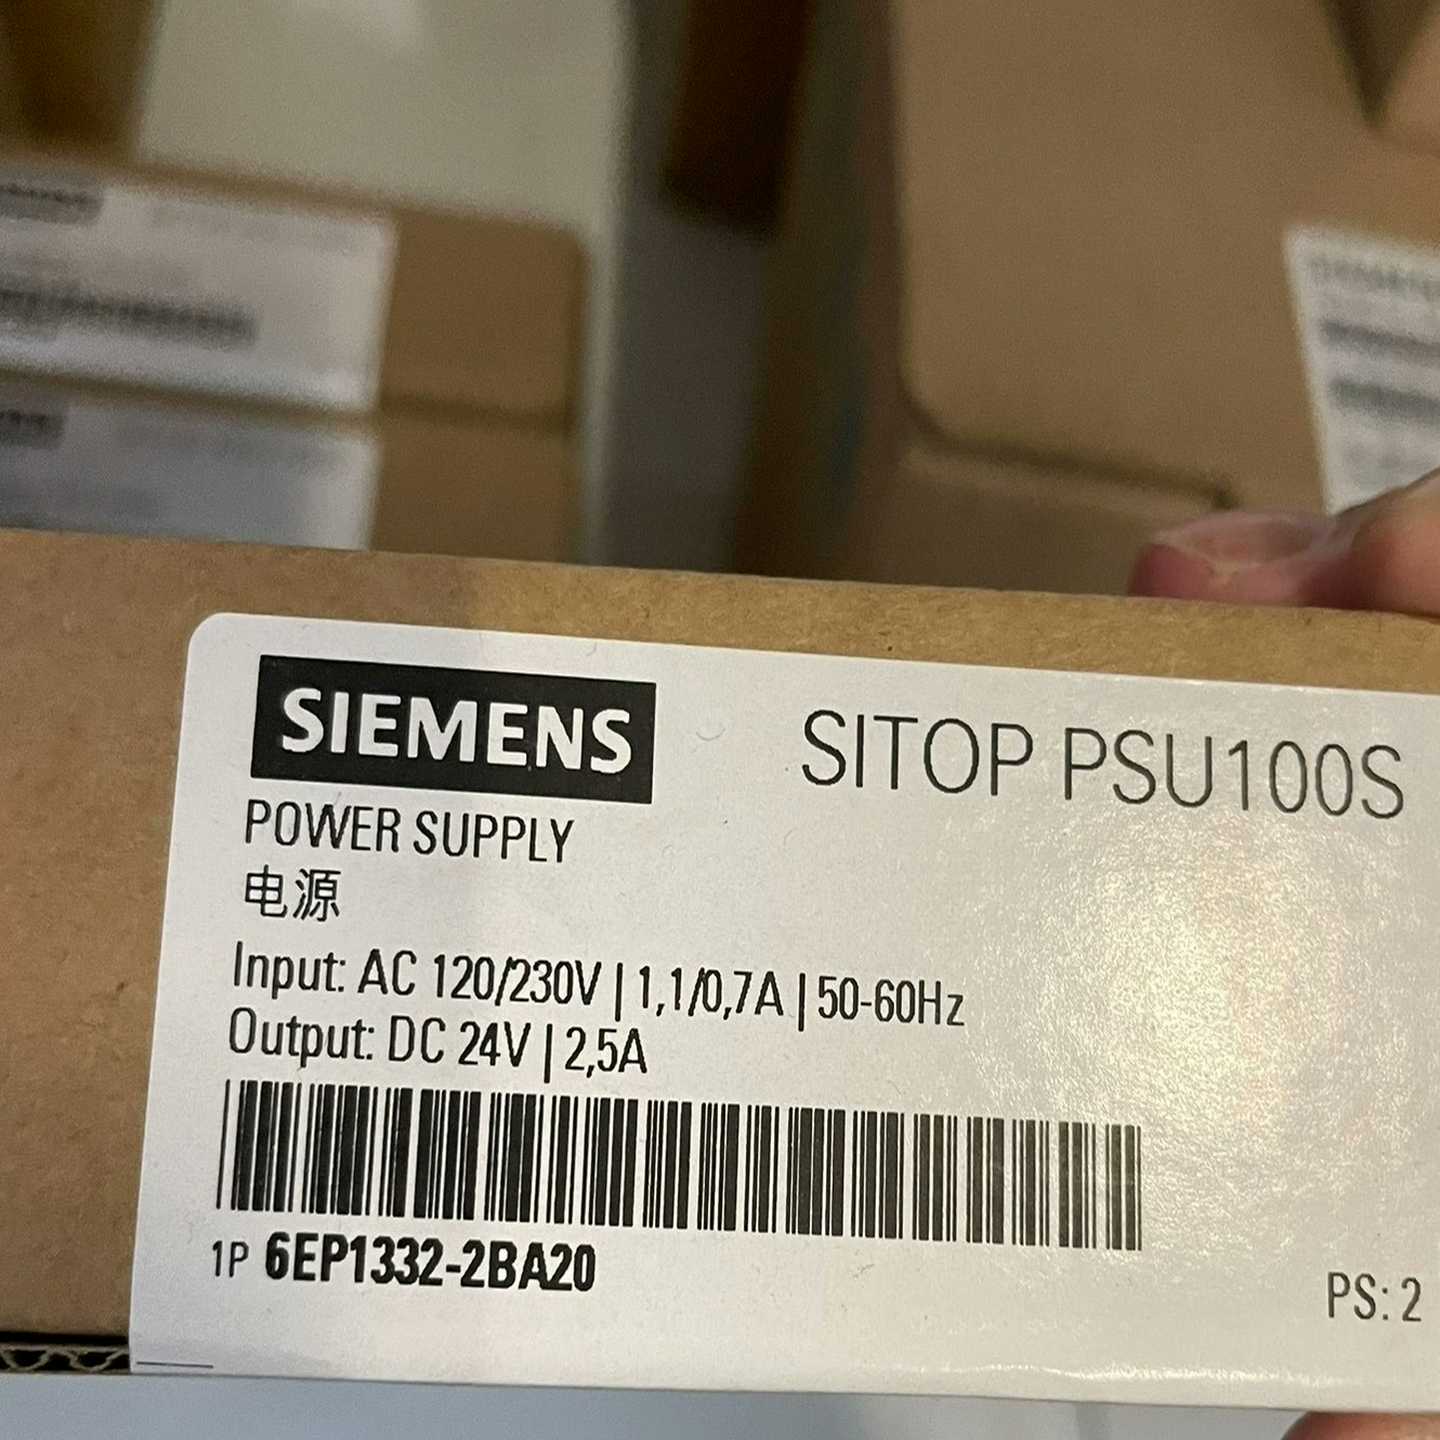 SIEMENS
SITOP PSU100S
POWER SUPPLY
电源
Input: AC 120/230V | 1,1/0,7A | 50-60Hz
Output: DC 24V | 2,5A
1P 6EP1332-2BA20
PS: 2